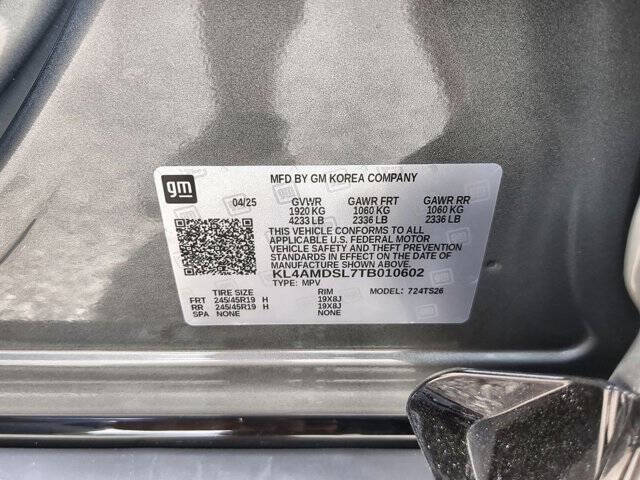 gm
MFD BY GM KOREA COMPANY
04/25 GVWR GAWR FRT GAWR RR
1920 KG 1060 KG 1060 KG
4233 LB 2336 LB 2336 LB
THIS VEHICLE CONFORMS TO ALL
APPLICABLE U.S. FEDERAL MOTOR
VEHICLE SAFETY AND THEFT PREVENTION
STANDARDS IN EFFECT ON THE DATE OF
MANUFACTURE SHOWN ABOVE.
KL4AMDSL7TB010602
TYPE: MPV MODEL: 724TS26
TIRE SIZE RIM
FRT 245/45R19 H 19X8J
RR 245/45R19 H 19X8J
SPA NONE NONE